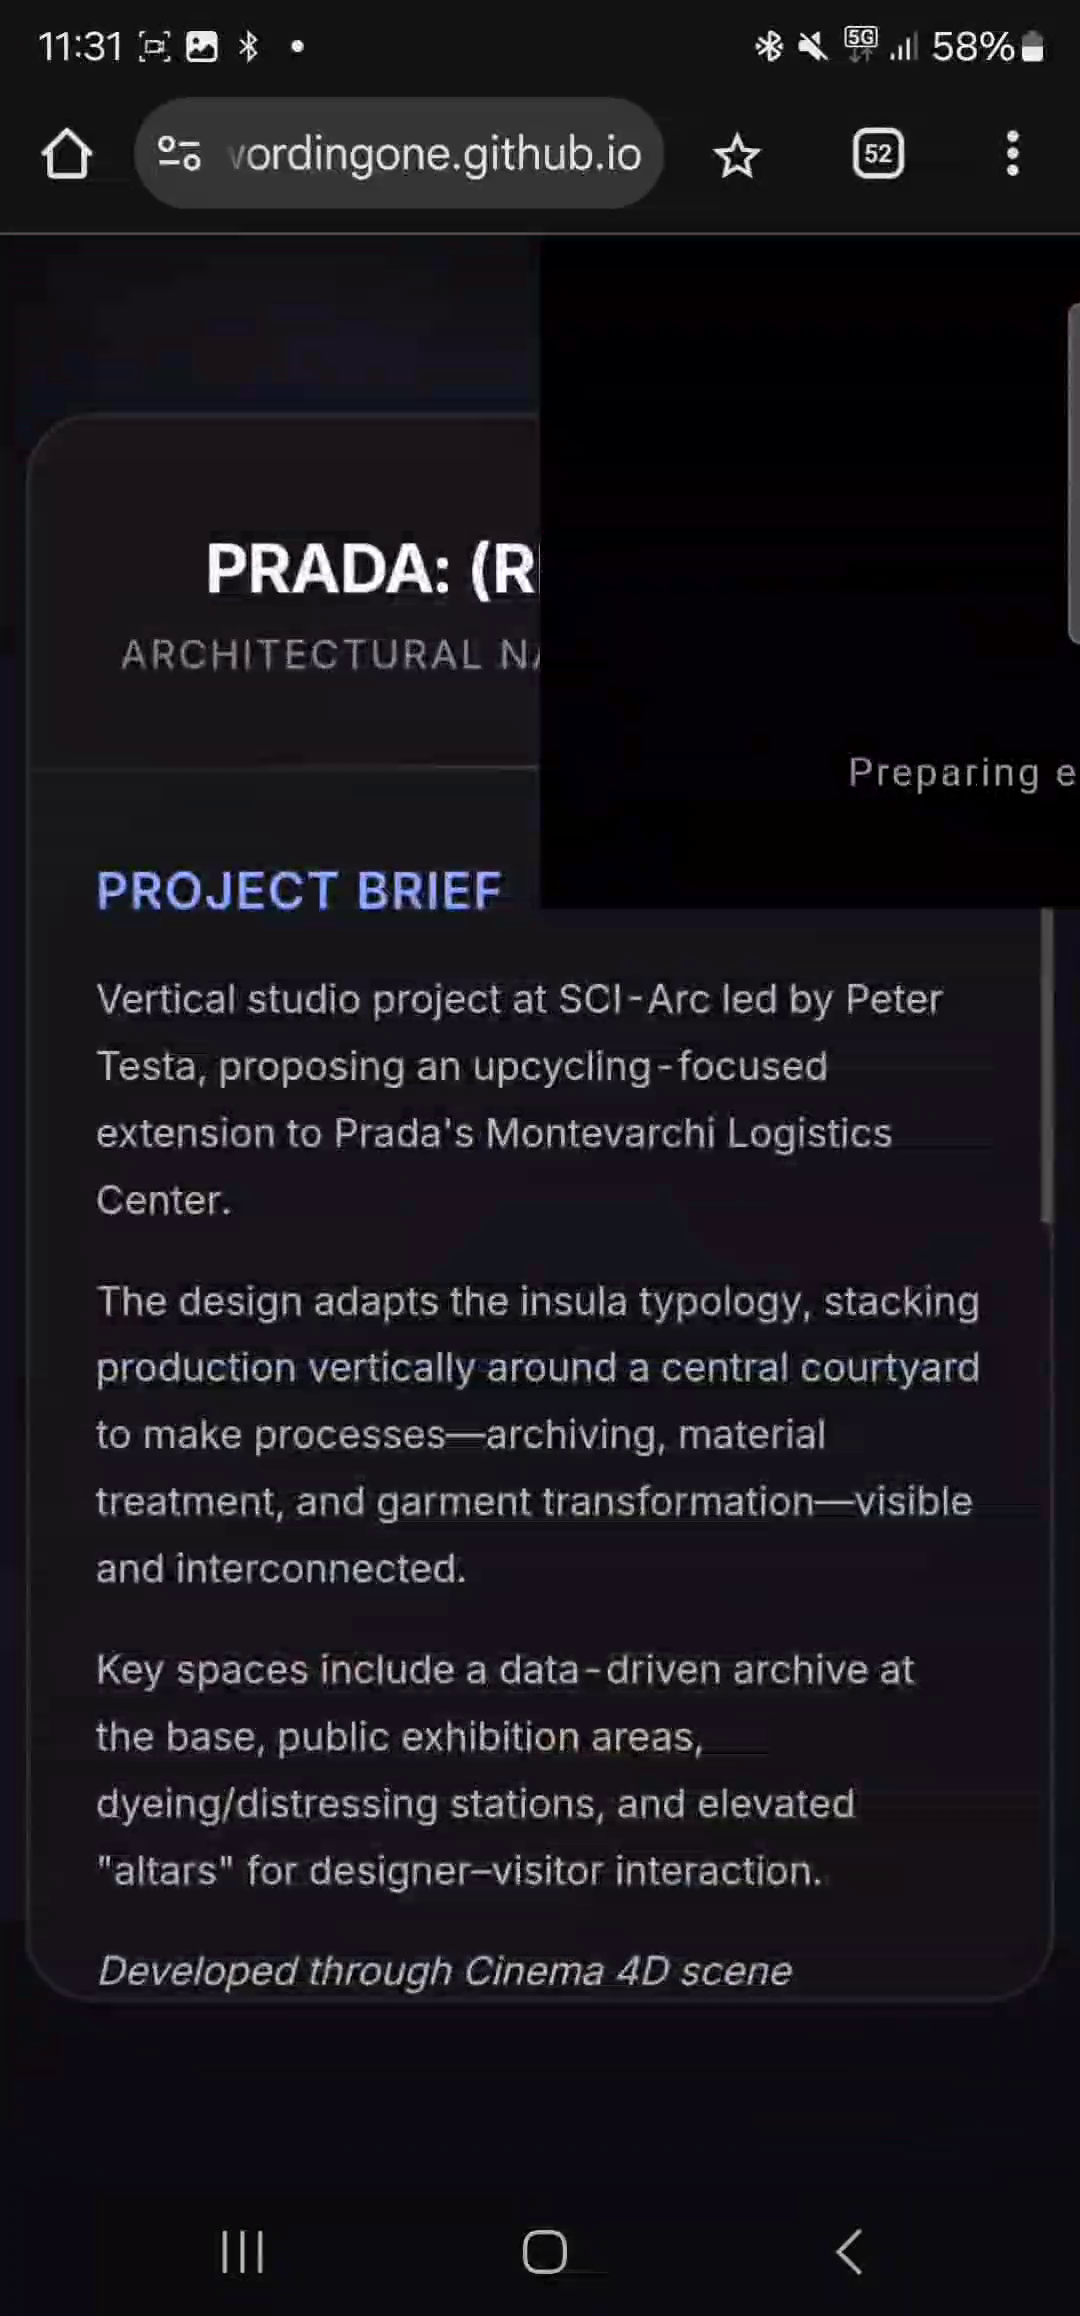 11:31
5G
58%
vordingone.github.io
52
PRADA: (R
ARCHITECTURAL NA
Preparing e
PROJECT BRIEF
Vertical studio project at SCI-Arc led by Peter
Testa, proposing an upcycling-focused
extension to Prada's Montevarchi Logistics
Center.
The design adapts the insula typology, stacking
production vertically around a central courtyard
to make processes—archiving, material
treatment, and garment transformation—visible
and interconnected.
Key spaces include a data-driven archive at
the base, public exhibition areas,
dyeing/distressing stations, and elevated
"altars" for designer–visitor interaction.
Developed through Cinema 4D scene